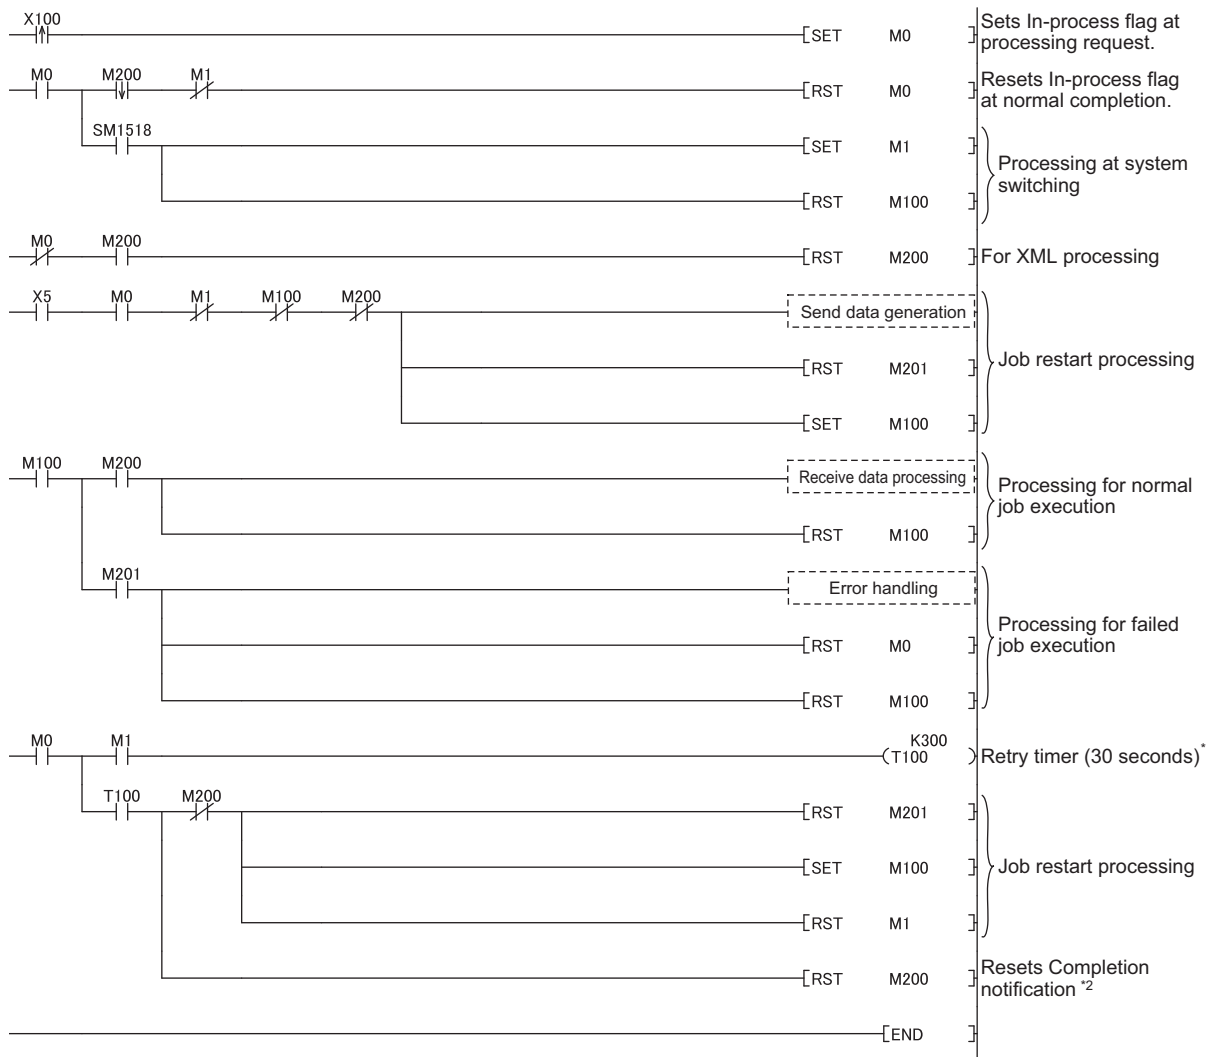 X100
[SET M0 ]
Sets In-process flag at
processing request.
M0 M200 M1
[RST M0 ]
Resets In-process flag
at normal completion.
SM1518
[SET M1 ]
[RST M100 ]
Processing at system
switching
M0 M200
[RST M200 ]
For XML processing
X5 M0 M1 M100 M200
Send data generation
[RST M201 ]
[SET M100 ]
Job restart processing
M100 M200
Receive data processing
[RST M100 ]
Processing for normal
job execution
M201
Error handling
[RST M0 ]
[RST M100 ]
Processing for failed
job execution
M0 M1
K300
(T100 )
Retry timer (30 seconds)*
T100 M200
[RST M201 ]
[SET M100 ]
[RST M1 ]
Job restart processing
[RST M200 ]
Resets Completion
notification *2
[END ]